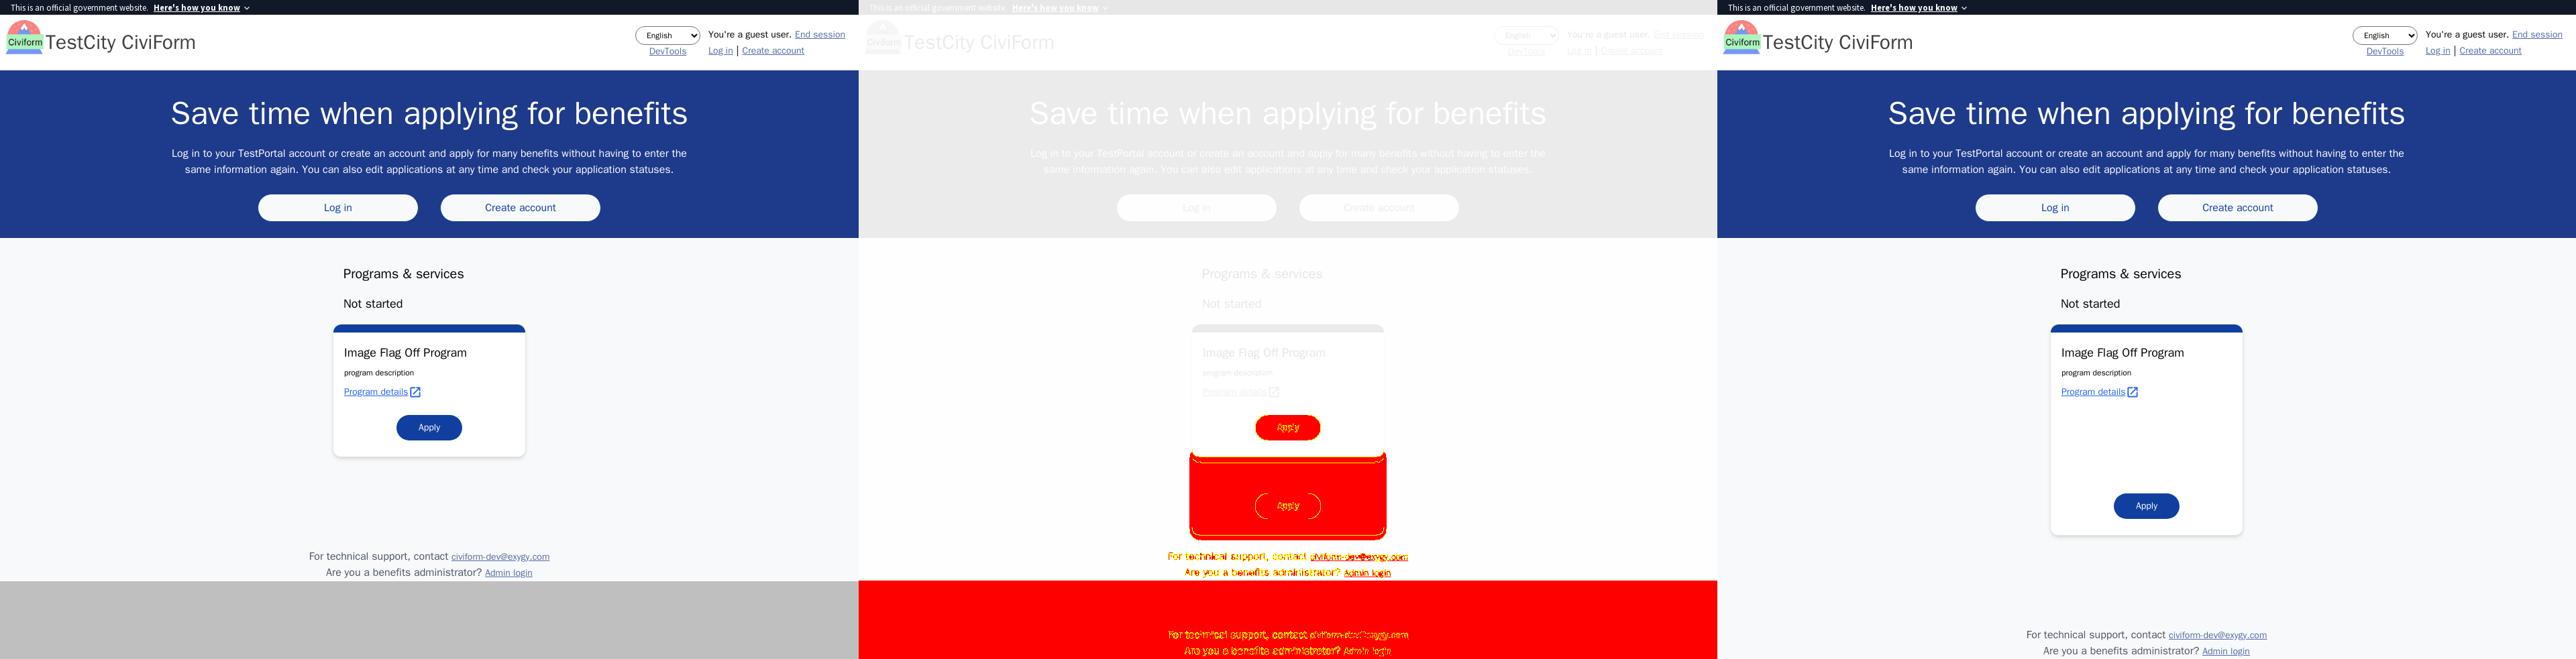 This is an official government website. Here's how you know
Civiform TestCity CiviForm
English
DevTools
You're a guest user. End session
Log in | Create account
Save time when applying for benefits
Log in to your TestPortal account or create an account and apply for many benefits without having to enter the
same information again. You can also edit applications at any time and check your application statuses.
Log in
Create account
Programs & services
Not started
Image Flag Off Program
program description
Program details
Apply
For technical support, contact civiform-dev@exygy.com
Are you a benefits administrator? Admin login
This is an official government website. Here's how you know
Civiform TestCity CiviForm
English
DevTools
You're a guest user. End session
Log in | Create account
Save time when applying for benefits
Log in to your TestPortal account or create an account and apply for many benefits without having to enter the
same information again. You can also edit applications at any time and check your application statuses.
Log in
Create account
Programs & services
Not started
Image Flag Off Program
program description
Program details
Apply
Apply
For technical support, contact civiform-dev@exygy.com
Are you a benefits administrator? Admin login
For technical support, contact civiform-dev@exygy.com
Are you a benefits administrator? Admin login
This is an official government website. Here's how you know
Civiform TestCity CiviForm
English
DevTools
You're a guest user. End session
Log in | Create account
Save time when applying for benefits
Log in to your TestPortal account or create an account and apply for many benefits without having to enter the
same information again. You can also edit applications at any time and check your application statuses.
Log in
Create account
Programs & services
Not started
Image Flag Off Program
program description
Program details
Apply
For technical support, contact civiform-dev@exygy.com
Are you a benefits administrator? Admin login